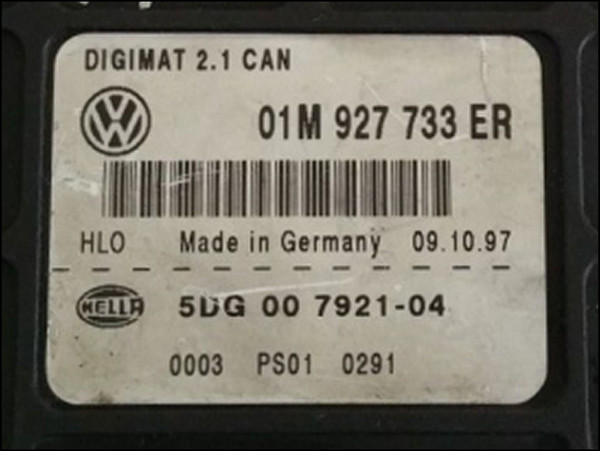 DIGIMAT 2.1 CAN
01M 927 733 ER
HLO Made in Germany 09.10.97
HELLA 5DG 00 7921-04
0003 PS01 0291